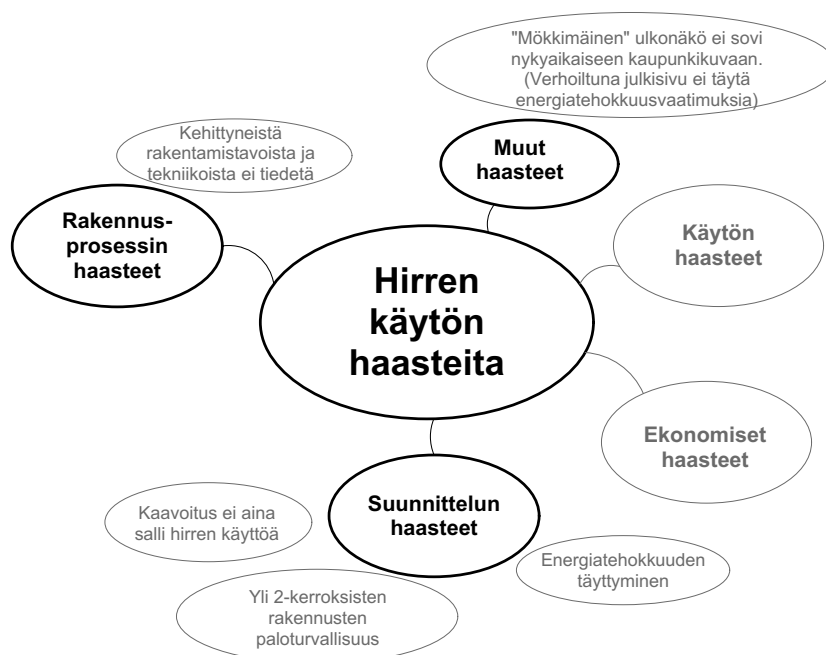 "Mökkimäinen" ulkonäkö ei sovi
nykyaikaiseen kaupunkikuvaan.
(Verhoiltuna julkisivu ei täytä
energiatehokkuusvaatimuksia)
Kehittyneistä
rakentamistavoista ja
tekniikoista ei tiedetä
Muut
haasteet
Rakennus-
prosessin
haasteet
Käytön
haasteet
Hirren
käytön
haasteita
Ekonomiset
haasteet
Suunnittelun
haasteet
Kaavoitus ei aina
salli hirren käyttöä
Energiatehokkuuden
täyttyminen
Yli 2-kerroksisten
rakennusten
paloturvallisuus